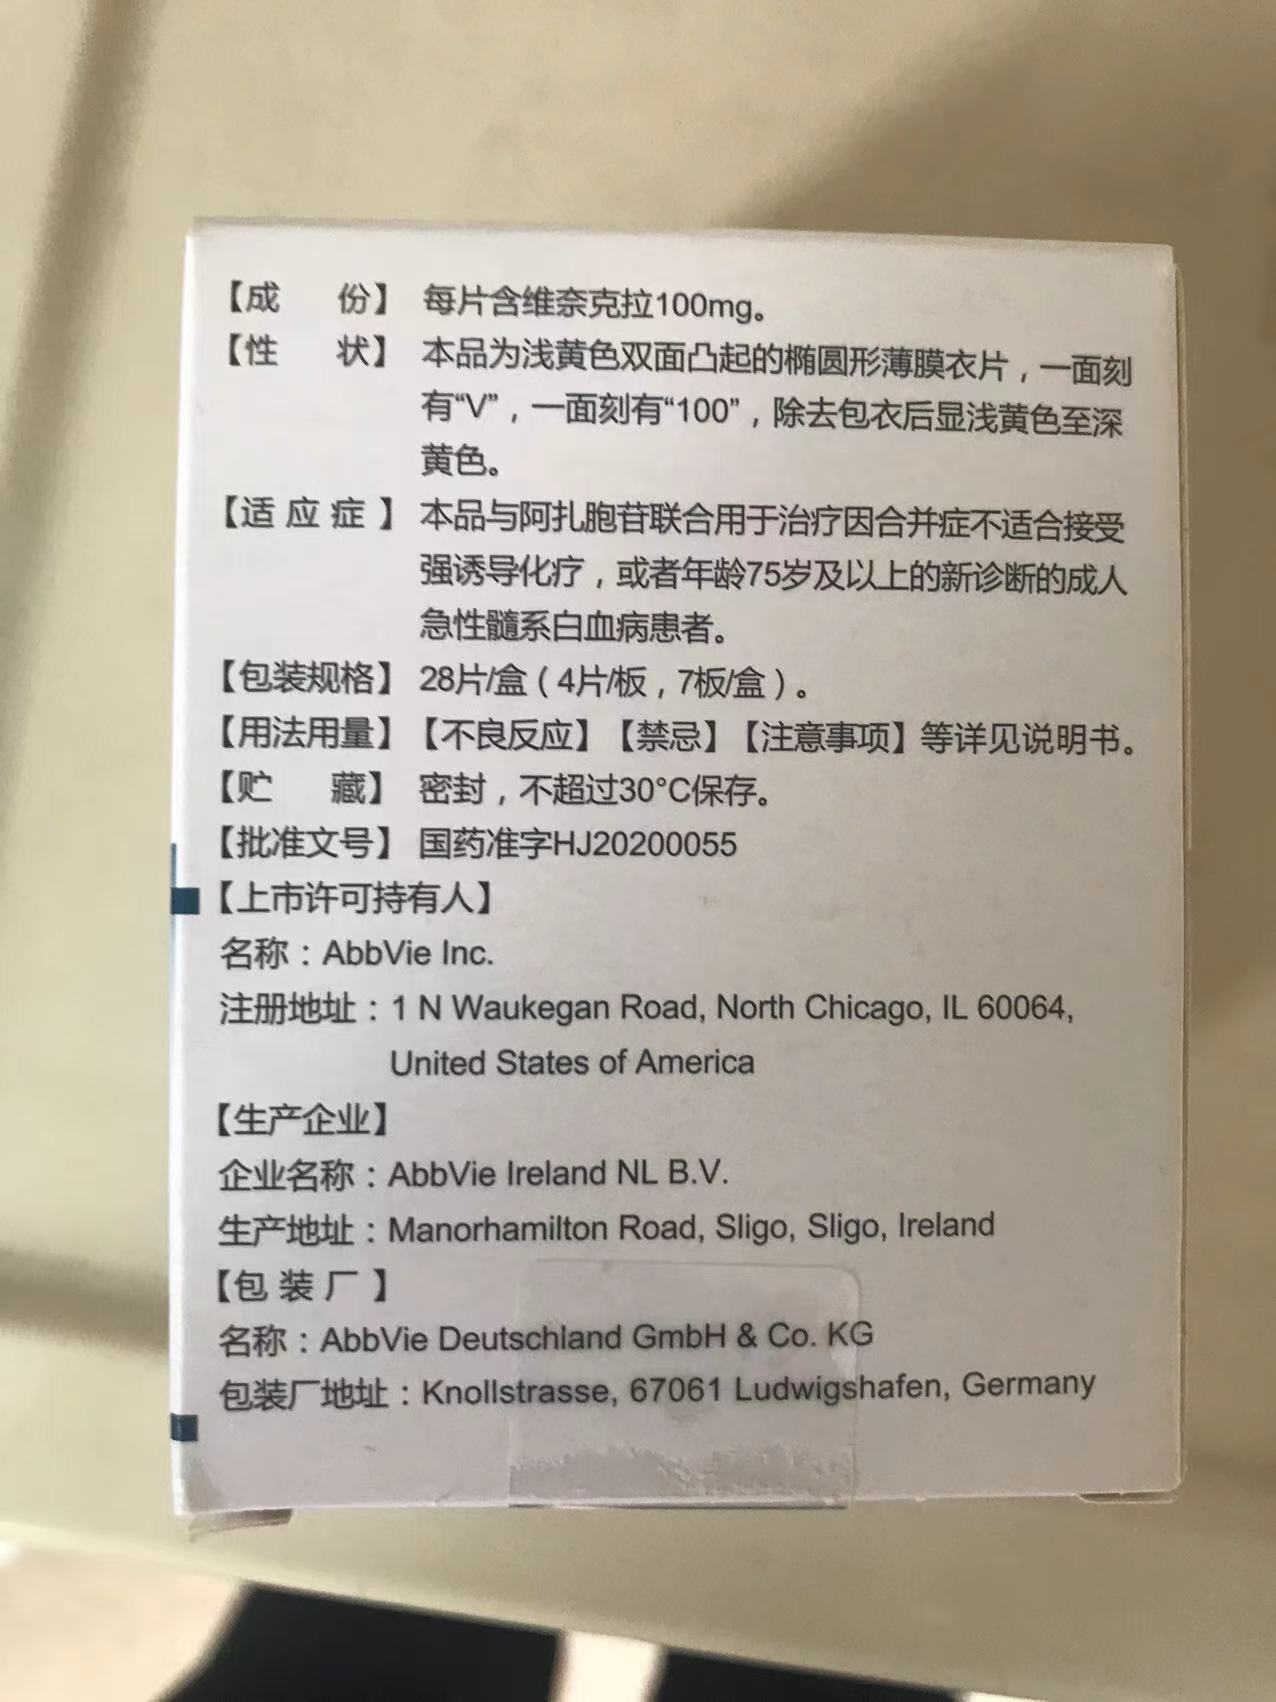 【成 份】 每片含维奈克拉100mg。
【性 状】 本品为浅黄色双面凸起的椭圆形薄膜衣片，一面刻
有“V”，一面刻有“100”，除去包衣后显浅黄色至深
黄色。
【适 应 症 】 本品与阿扎胞苷联合用于治疗因合并症不适合接受
强诱导化疗，或者年龄75岁及以上的新诊断的成人
急性髓系白血病患者。
【包装规格】 28片/盒（4片/板，7板/盒）。
【用法用量】【不良反应】【禁忌】【注意事项】等详见说明书。
【贮 藏】 密封，不超过30°C保存。
【批准文号】 国药准字HJ20200055
【上市许可持有人】
名称：AbbVie Inc.
注册地址：1 N Waukegan Road, North Chicago, IL 60064,
United States of America
【生产企业】
企业名称：AbbVie Ireland NL B.V.
生产地址：Manorhamilton Road, Sligo, Sligo, Ireland
【包 装 厂 】
名称：AbbVie Deutschland GmbH & Co. KG
包装厂地址：Knollstrasse, 67061 Ludwigshafen, Germany